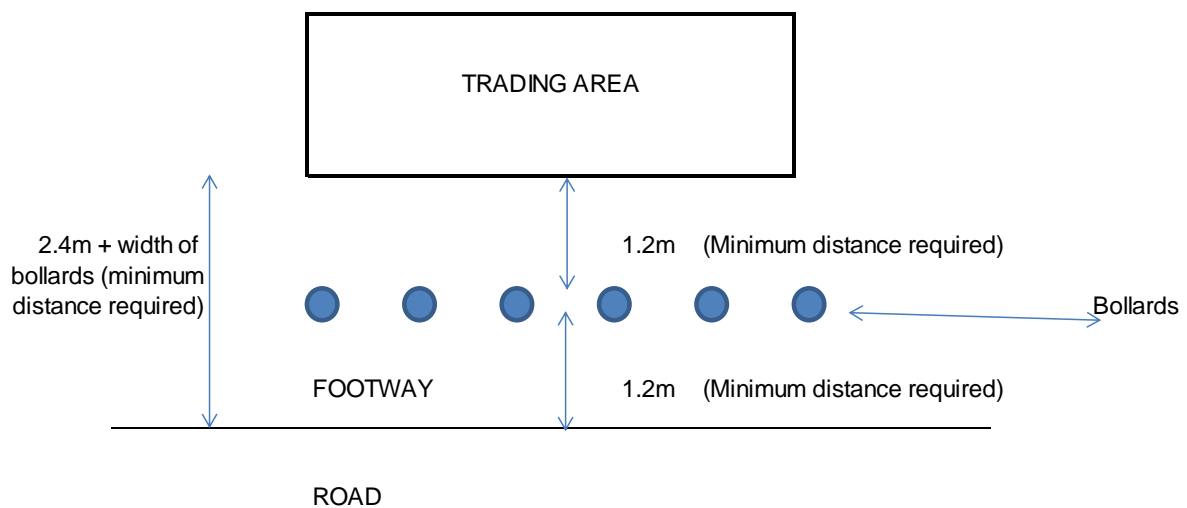 TRADING AREA
2.4m + width of
bollards (minimum
distance required)
1.2m (Minimum distance required)
Bollards
FOOTWAY
1.2m (Minimum distance required)
ROAD